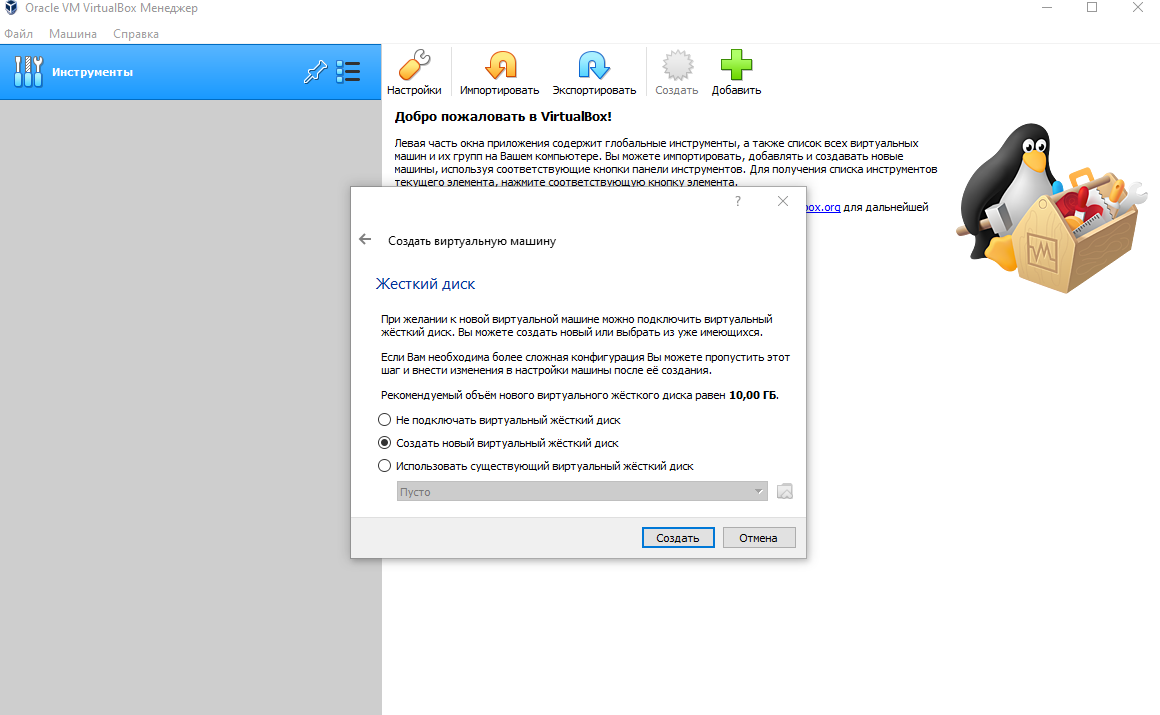 Oracle VM VirtualBox Менеджер
Файл Машина Справка
Инструменты
Настройки Импортировать Экспортировать Создать Добавить
Добро пожаловать в VirtualBox!
Левая часть окна приложения содержит глобальные инструменты, а также список всех виртуальных
машин и их групп на Вашем компьютере. Вы можете импортировать, добавлять и создавать новые
машины, используя соответствующие кнопки панели инструментов. Для получения списка инструментов
текущего элемента, нажмите соответствующую кнопку элемента.
box.org для дальнейшей
?
Создать виртуальную машину
Жесткий диск
При желании к новой виртуальной машине можно подключить виртуальный
жёсткий диск. Вы можете создать новый или выбрать из уже имеющихся.
Если Вам необходима более сложная конфигурация Вы можете пропустить этот
шаг и внести изменения в настройки машины после её создания.
Рекомендуемый объём нового виртуального жёсткого диска равен 10,00 ГБ.
Не подключать виртуальный жёсткий диск
Создать новый виртуальный жёсткий диск
Использовать существующий виртуальный жёсткий диск
Пусто
Создать Отмена